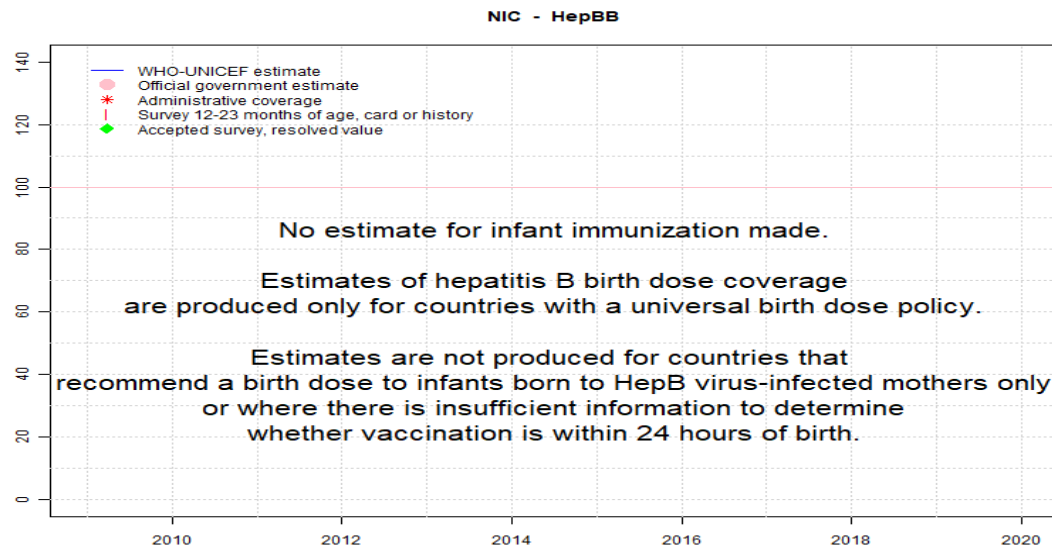 NIC - HepBB
140
120
100
80
60
40
20
0
WHO-UNICEF estimate
Official government estimate
Administrative coverage
Survey 12-23 months of age, card or history
Accepted survey, resolved value
No estimate for infant immunization made.
Estimates of hepatitis B birth dose coverage
are produced only for countries with a universal birth dose policy.
Estimates are not produced for countries that
recommend a birth dose to infants born to HepB virus-infected mothers only
or where there is insufficient information to determine
whether vaccination is within 24 hours of birth.
2010 2012 2014 2016 2018 2020